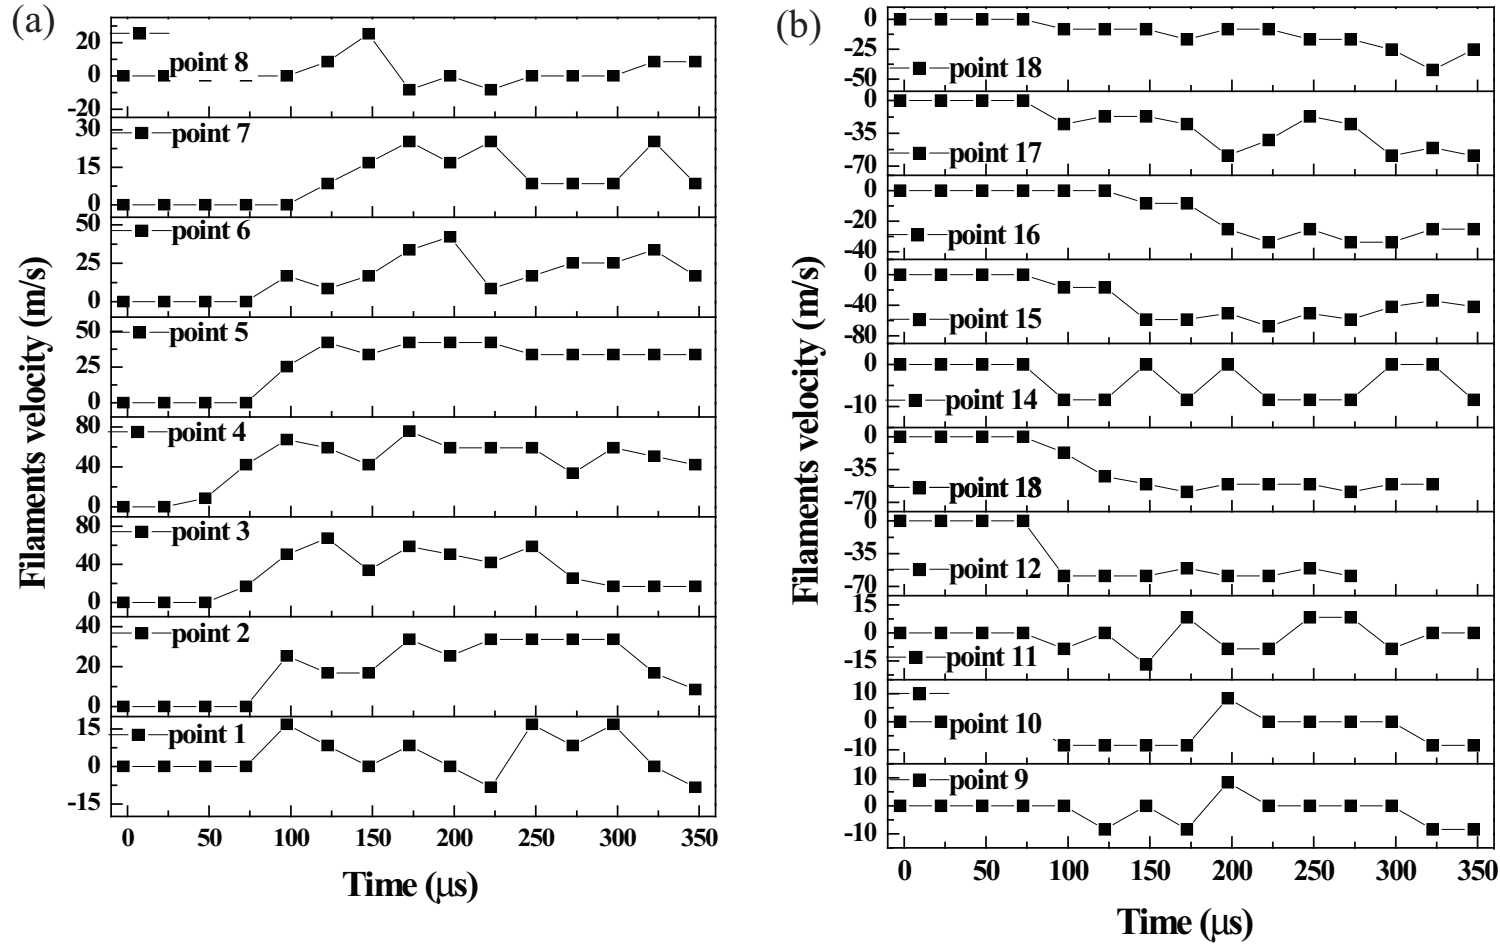 (a)
Filaments velocity (m/s)
20
0
-20
point 8
30
15
0
point 7
50
25
0
point 6
50
25
0
point 5
80
40
0
point 4
80
40
0
point 3
40
20
0
point 2
15
0
-15
point 1
0 50 100 150 200 250 300 350
Time (μs)
(b)
Filaments velocity (m/s)
0
-25
-50
point 18
0
-35
-70
point 17
0
-20
-40
point 16
0
-40
-80
point 15
0
-10
point 14
0
-35
-70
point
0
-35
-70
point 12
15
0
-15
point 11
10
0
-10
point 10
10
0
-10
point 9
0 50 100 150 200 250 300 350
Time (μs)